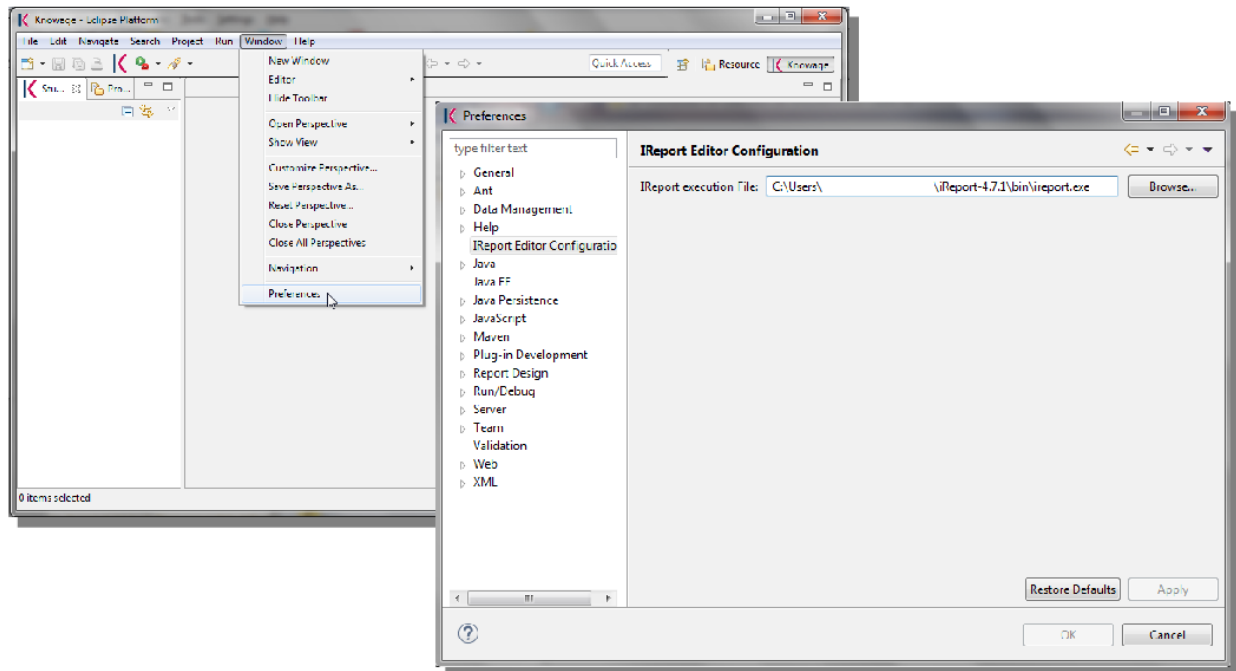 Knowage - Eclipse Platform
File Edit Navigate Search Project Run Window Help
Quick Access Resource Knowage
Stu... Pro...
New Window
Editor
Hide Toolbar
Open Perspective
Show View
Customize Perspective...
Save Perspective As...
Reset Perspective...
Close Perspective
Close All Perspectives
Navigation
Preferences
0 items selected
Preferences
type filter text
General
Ant
Data Management
Help
IReport Editor Configuratio
Java
Java EE
Java Persistence
JavaScript
Maven
Plug-in Development
Report Design
Run/Debug
Server
Team
Validation
Web
XML
IReport Editor Configuration
IReport execution File: C:\Users\ \iReport-4.7.1\bin\ireport.exe Browse...
Restore Defaults Apply
OK Cancel